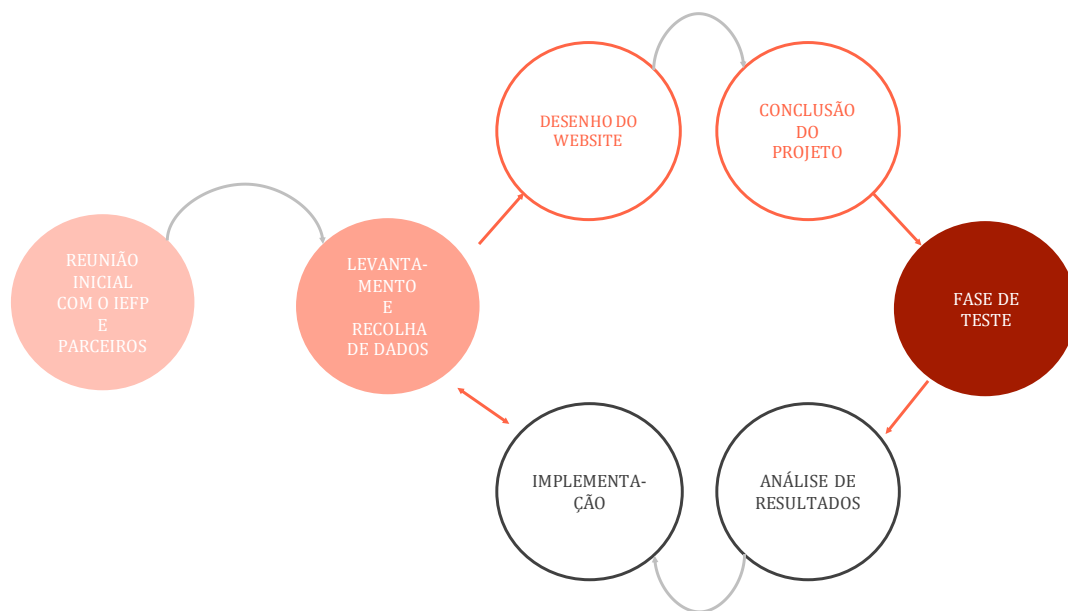 REUNIÃO
INICIAL
COM O IEFP
E
PARCEIROS
LEVANTA-
MENTO
E
RECOLHA
DE DADOS
DESENHO DO
WEBSITE
CONCLUSÃO
DO
PROJETO
FASE DE
TESTE
ANÁLISE DE
RESULTADOS
IMPLEMENTA-
ÇÃO